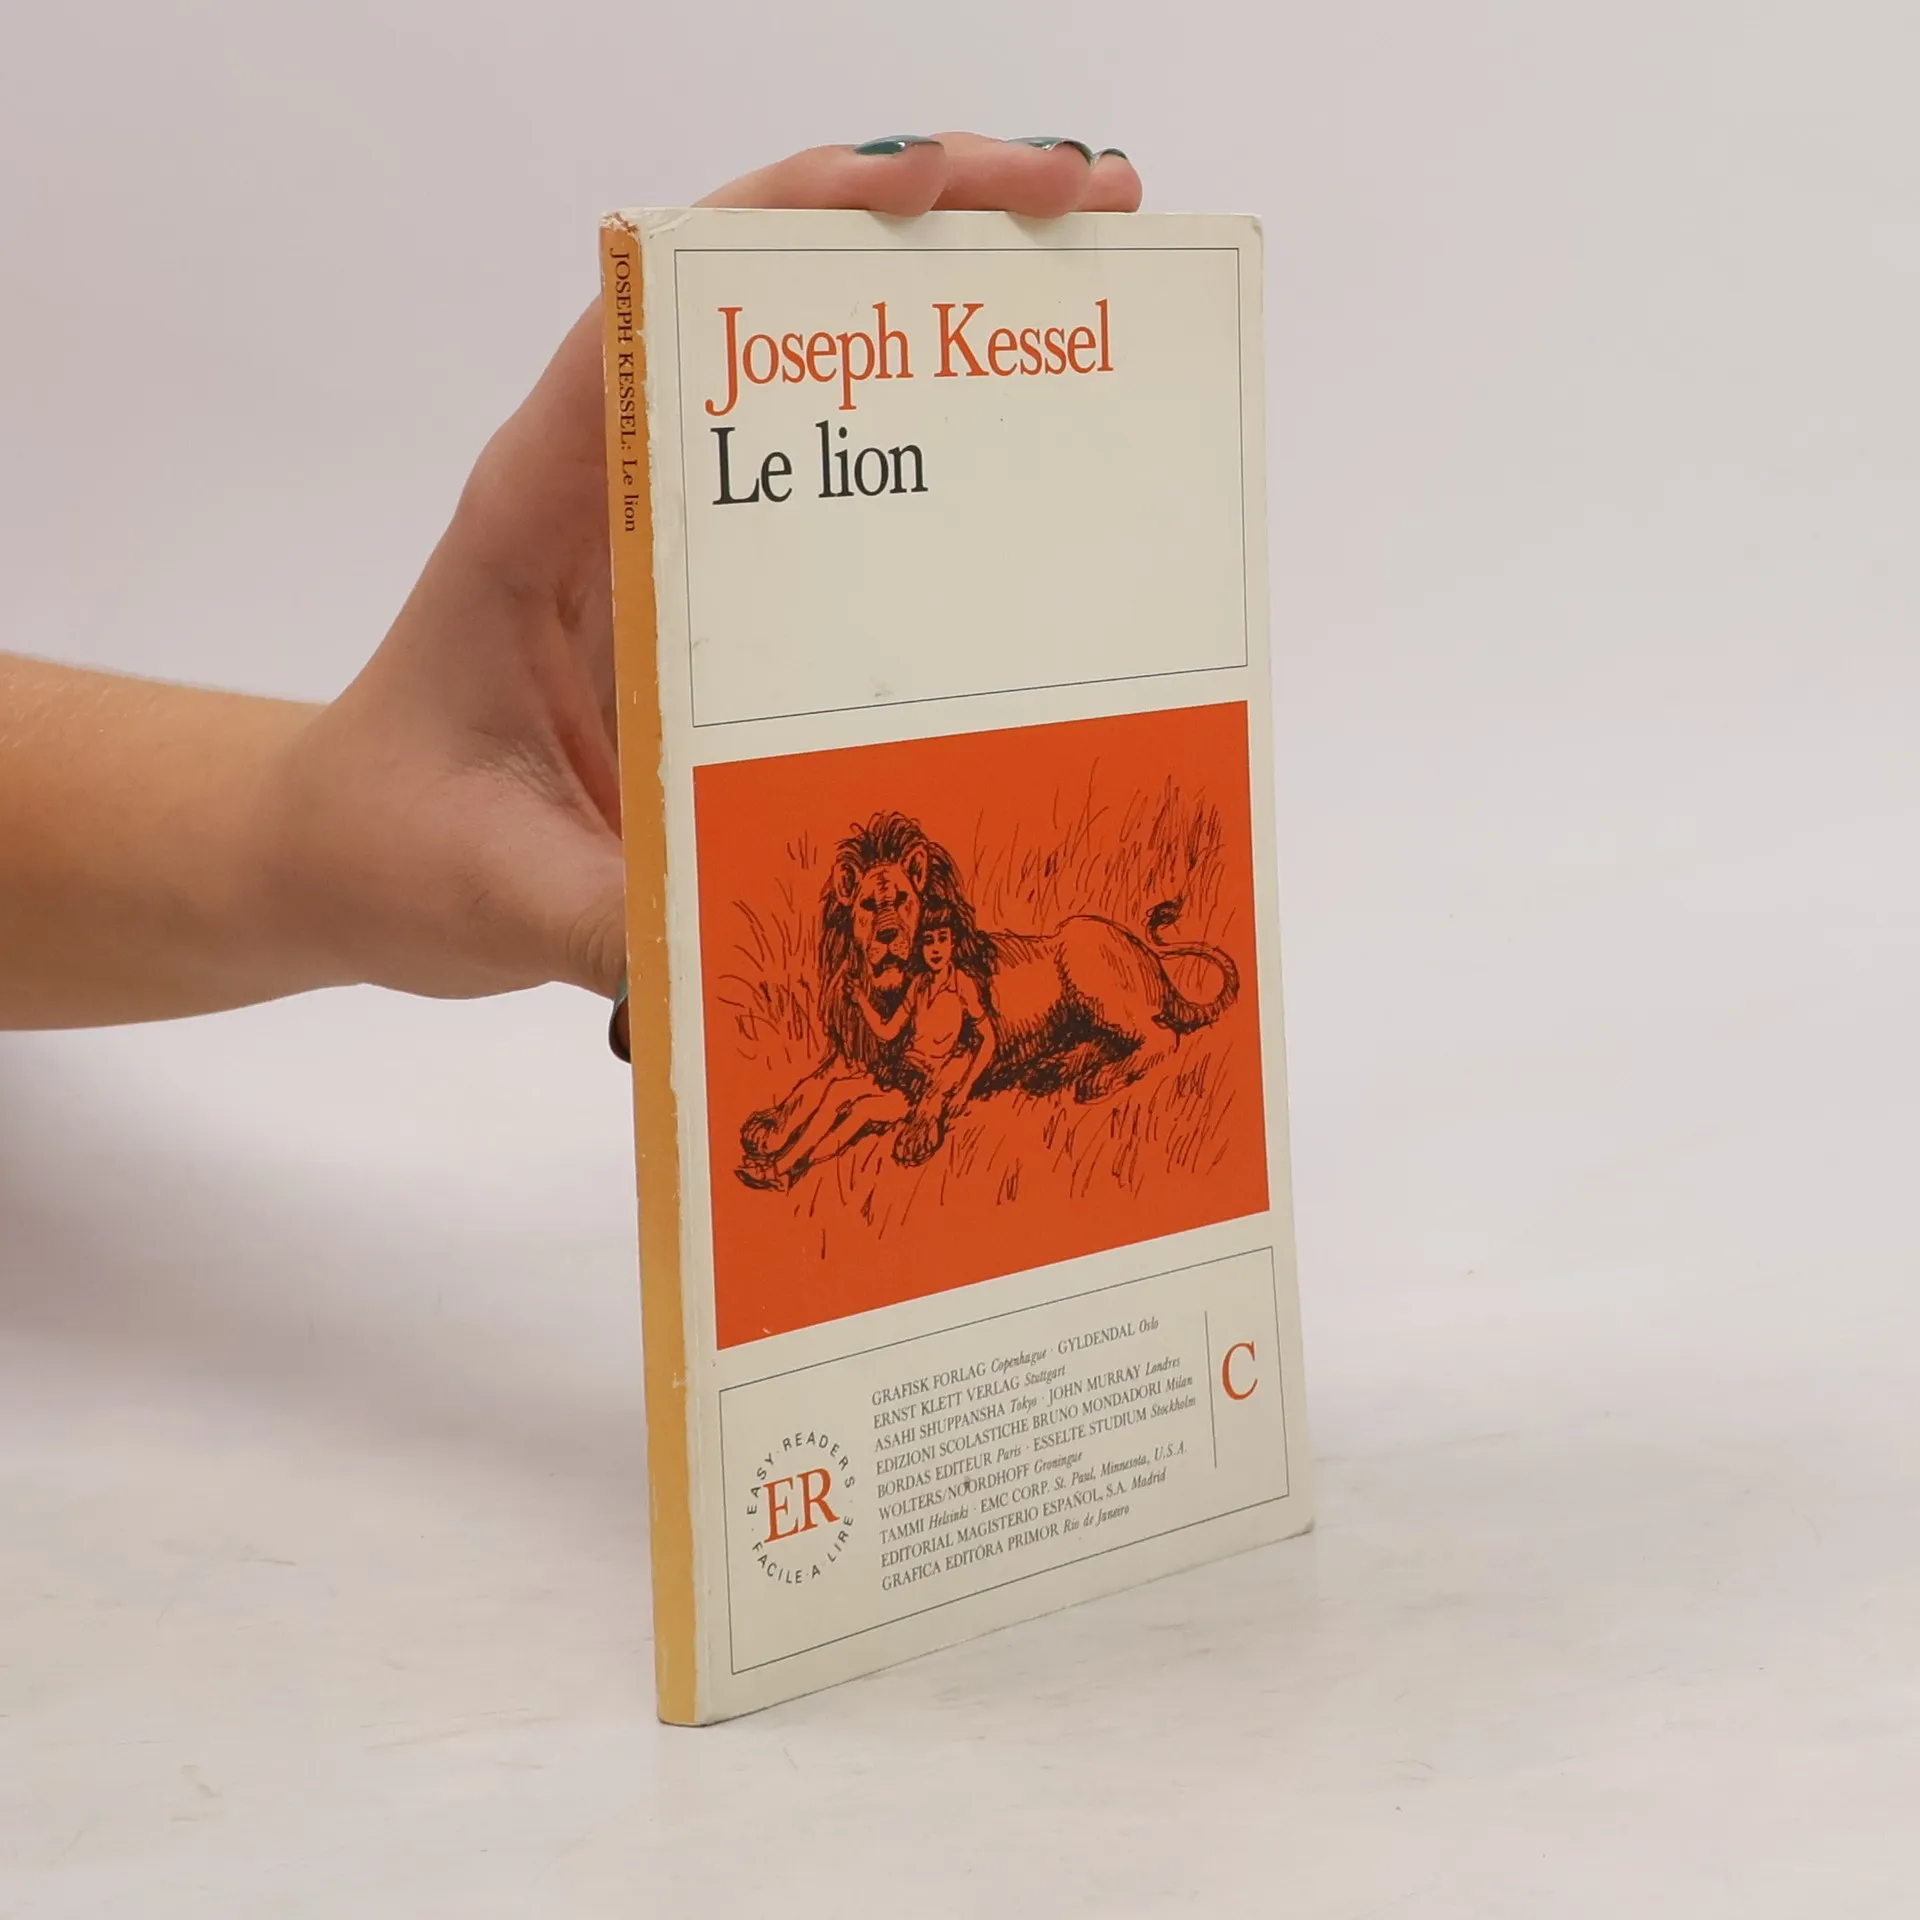 JOSEPH KESSEL: Le lion
Joseph Kessel
Le lion
GRAFISK FORLAG Copenhague · GYLDENDAL Oslo
ERNST KLETT VERLAG Stuttgart
ASAHI SHUPPANSHA Tokyo · JOHN MURRAY Londres
EDIZIONI SCOLASTICHE BRUNO MONDADORI Milan
BORDAS EDITEUR Paris · ESSELTE STUDIUM Stockholm
WOLTERS/NOORDHOFF Groningue
TAMMI Helsinki · EMC CORP. St. Paul, Minnesota, U.S.A.
EDITORIAL MAGISTERIO ESPAÑOL, S.A. Madrid
GRAFICA EDITÔRA PRIMOR Rio de Janeiro
C
EASY · READERS
ER
FACILE · A · LIRE